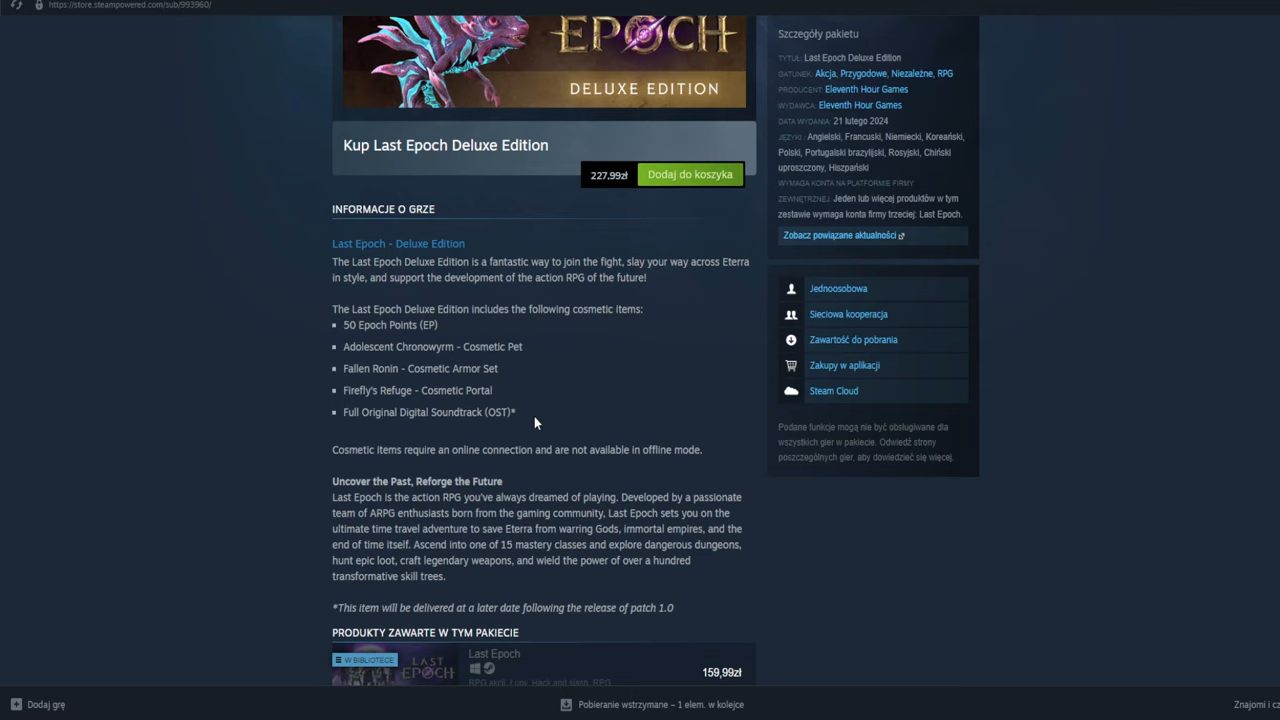 https://store.steampowered.com/sub/993960/
EPOCH
DELUXE EDITION
Kup Last Epoch Deluxe Edition
227,99zł
Dodaj do koszyka
INFORMACJE O GRZE
Last Epoch - Deluxe Edition
The Last Epoch Deluxe Edition is a fantastic way to join the fight, slay your way across Eterra
in style, and support the development of the action RPG of the future!
The Last Epoch Deluxe Edition includes the following cosmetic items:
50 Epoch Points (EP)
Adolescent Chronowyrm - Cosmetic Pet
Fallen Ronin - Cosmetic Armor Set
Firefly's Refuge - Cosmetic Portal
Full Original Digital Soundtrack (OST)*
Cosmetic items require an online connection and are not available in offline mode.
Uncover the Past, Reforge the Future
Last Epoch is the action RPG you've always dreamed of playing. Developed by a passionate
team of ARPG enthusiasts born from the gaming community, Last Epoch sets you on the
ultimate time travel adventure to save Eterra from warring Gods, immortal empires, and the
end of time itself. Ascend into one of 15 mastery classes and explore dangerous dungeons,
hunt epic loot, craft legendary weapons, and wield the power of over a hundred
transformative skill trees.
*This item will be delivered at a later date following the release of patch 1.0
PRODUKTY ZAWARTE W TYM PAKIECIE
W BIBLIOTECE
LAST
EPOCH
Last Epoch
159,99zł
RPG akcji, Łupy, Hack and slash, RPG
Szczegóły pakietu
TYTUŁ: Last Epoch Deluxe Edition
GATUNEK: Akcja, Przygodowe, Niezależne, RPG
PRODUCENT: Eleventh Hour Games
WYDAWCA: Eleventh Hour Games
DATA WYDANIA: 21 lutego 2024
JĘZYKI: Angielski, Francuski, Niemiecki, Koreański,
Polski, Portugalski brazylijski, Rosyjski, Chiński
uproszczony, Hiszpański
WYMAGA KONTA NA PLATFORMIE FIRMY
ZEWNĘTRZNEJ: Jeden lub więcej produktów w tym
zestawie wymaga konta firmy trzeciej: Last Epoch.
Zobacz powiązane aktualności
Jednoosobowa
Sieciowa kooperacja
Zawartość do pobrania
Zakupy w aplikacji
Steam Cloud
Podane funkcje mogą nie być obsługiwane dla
wszystkich gier w pakiecie. Odwiedź strony
poszczególnych gier, aby dowiedzieć się więcej.
Dodaj grę
Pobieranie wstrzymane – 1 elem. w kolejce
Znajomi i cz